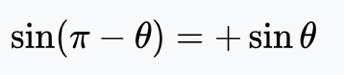 sin(π − θ) = + sin θ